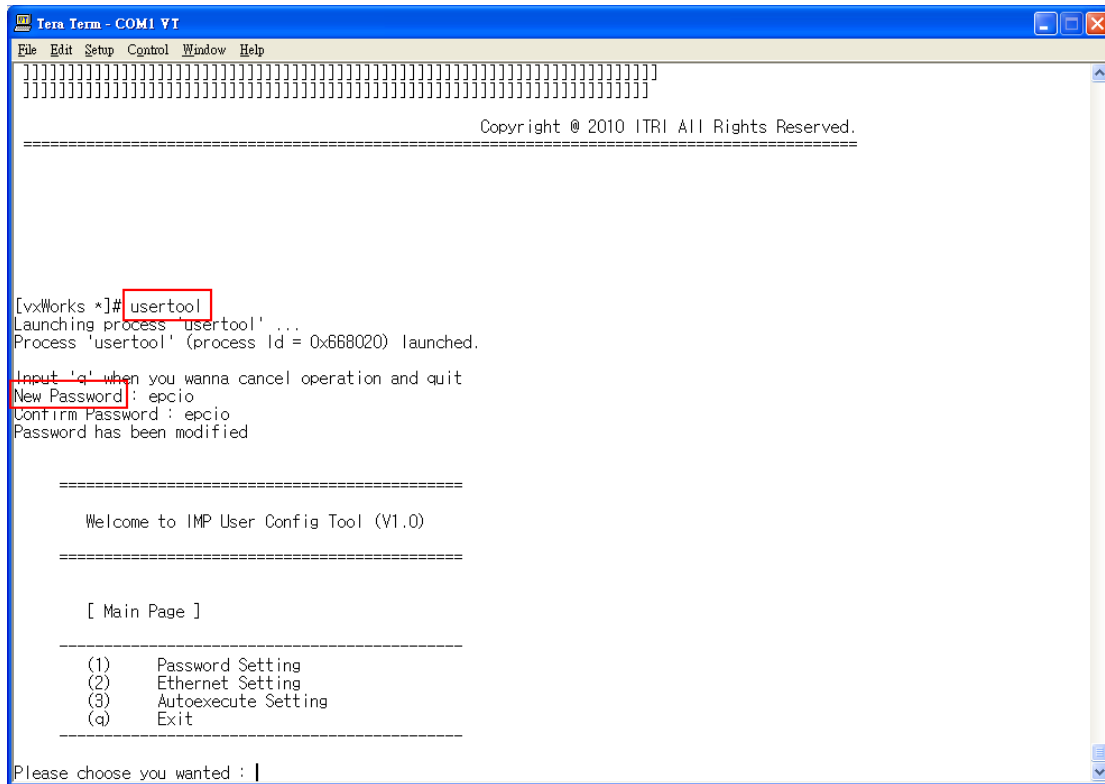 Tera Term - COM1 VT
File Edit Setup Control Window Help
]]]]]]]]]]]]]]]]]]]]]]]]]]]]]]]]]]]]]]]]]]]]]]]]]]]]]]]]]]]]]]]]]]]]]]]
]]]]]]]]]]]]]]]]]]]]]]]]]]]]]]]]]]]]]]]]]]]]]]]]]]]]]]]]]]]]]]]]]]]]]]
Copyright @ 2010 ITRI All Rights Reserved.
=============================================================================================
[vxWorks *]# usertool
Launching process 'usertool' ...
Process 'usertool' (process Id = 0x668020) launched.
Input 'q' when you wanna cancel operation and quit
New Password : epcio
Confirm Password : epcio
Password has been modified
=============================================
Welcome to IMP User Config Tool (V1.0)
=============================================
[ Main Page ]
---------------------------------------------
(1) Password Setting
(2) Ethernet Setting
(3) Autoexecute Setting
(q) Exit
---------------------------------------------
Please choose you wanted :